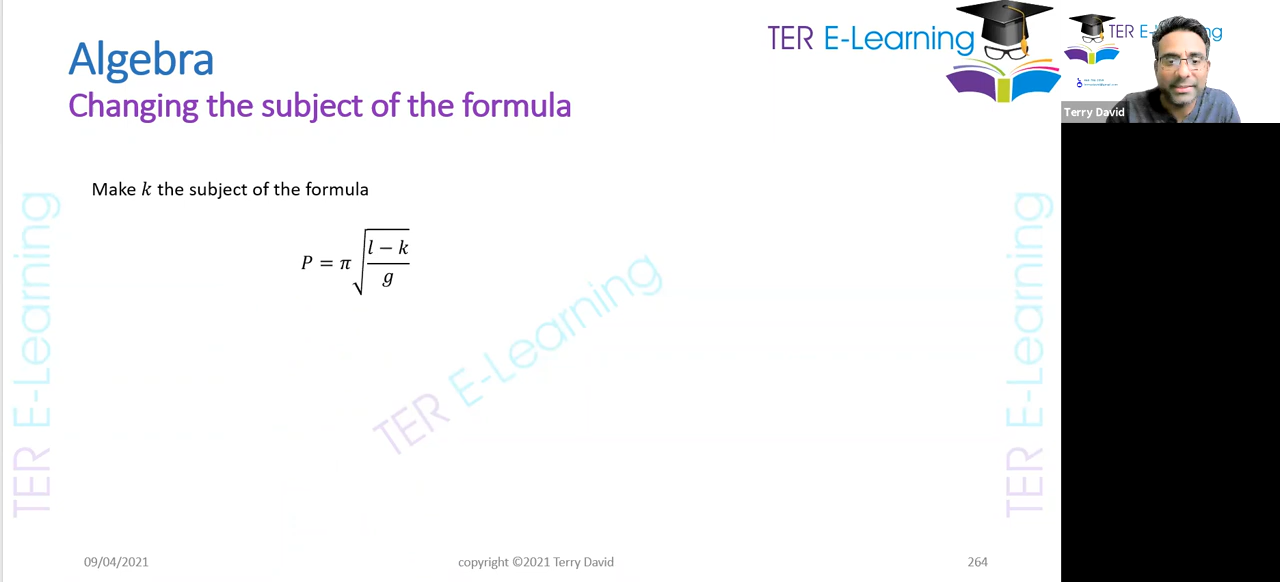 Algebra
Changing the subject of the formula
TER E-Learning
TER E-Learning
Terry David
Make k the subject of the formula
P = π √((l − k)/g)
TER E-Learning
TER E-Learning
TER E-Learning
09/04/2021
copyright ©2021 Terry David
264